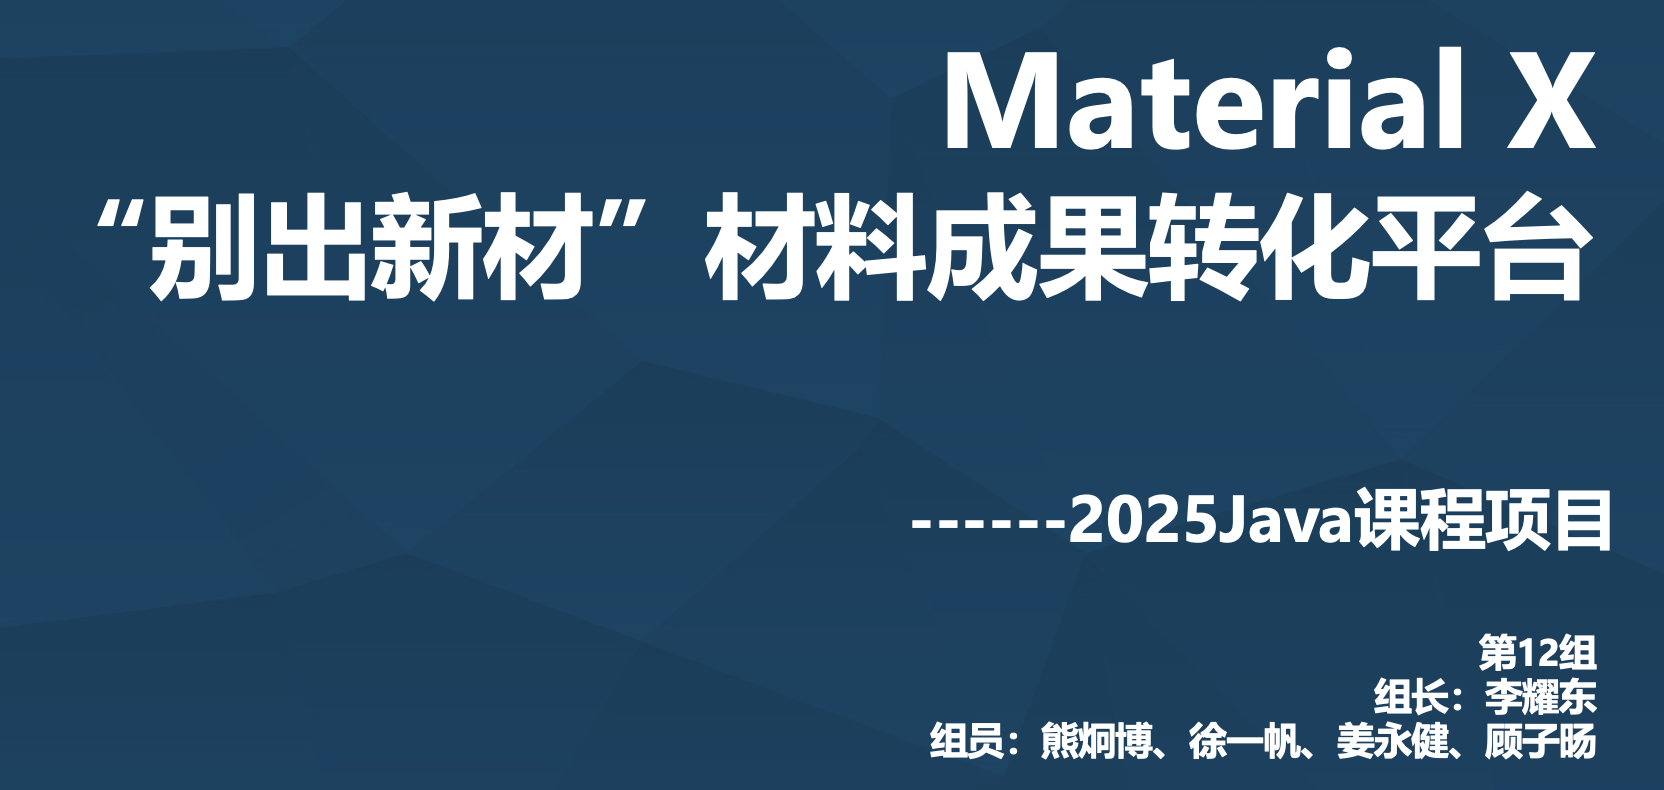 Material X
“别出新材”材料成果转化平台
------2025Java课程项目
第12组
组长：李耀东
组员：熊炯博、徐一帆、姜永健、顾子旸